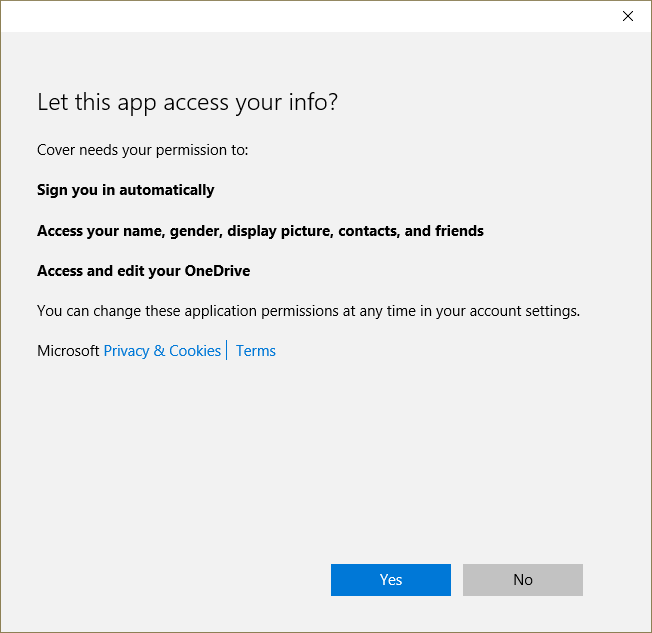 Let this app access your info?
Cover needs your permission to:
Sign you in automatically
Access your name, gender, display picture, contacts, and friends
Access and edit your OneDrive
You can change these application permissions at any time in your account settings.
Microsoft Privacy & Cookies | Terms
Yes No